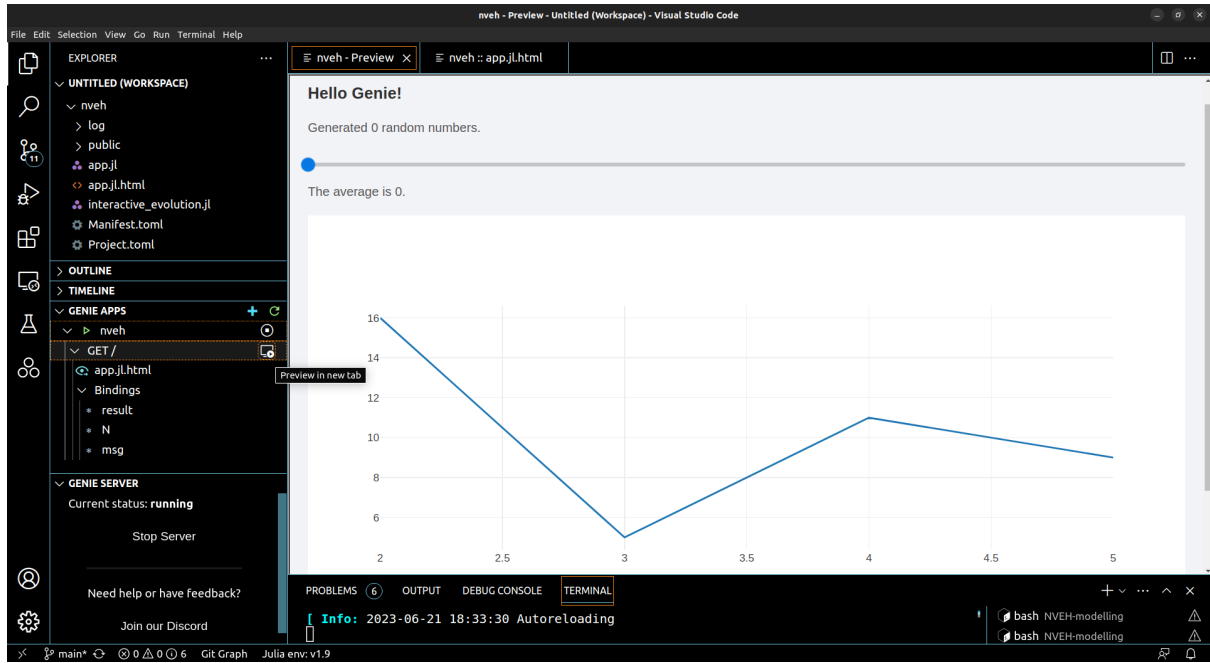 nveh - Preview - Untitled (Workspace) - Visual Studio Code
File Edit Selection View Go Run Terminal Help
EXPLORER
nveh - Preview
nveh :: app.jl.html
UNTITLED (WORKSPACE)
nveh
log
public
app.jl
app.jl.html
interactive_evolution.jl
Manifest.toml
Project.toml
11
OUTLINE
TIMELINE
GENIE APPS
nveh
GET /
app.jl.html
Preview in new tab
Bindings
result
N
msg
GENIE SERVER
Current status: running
Stop Server
Need help or have feedback?
Join our Discord
Hello Genie!
Generated 0 random numbers.
The average is 0.
16
14
12
10
8
6
2 2.5 3 3.5 4 4.5 5
PROBLEMS 6 OUTPUT DEBUG CONSOLE TERMINAL
[ Info: 2023-06-21 18:33:30 Autoreloading
bash NVEH-modelling
bash NVEH-modelling
main* 0 0 6 Git Graph Julia env: v1.9